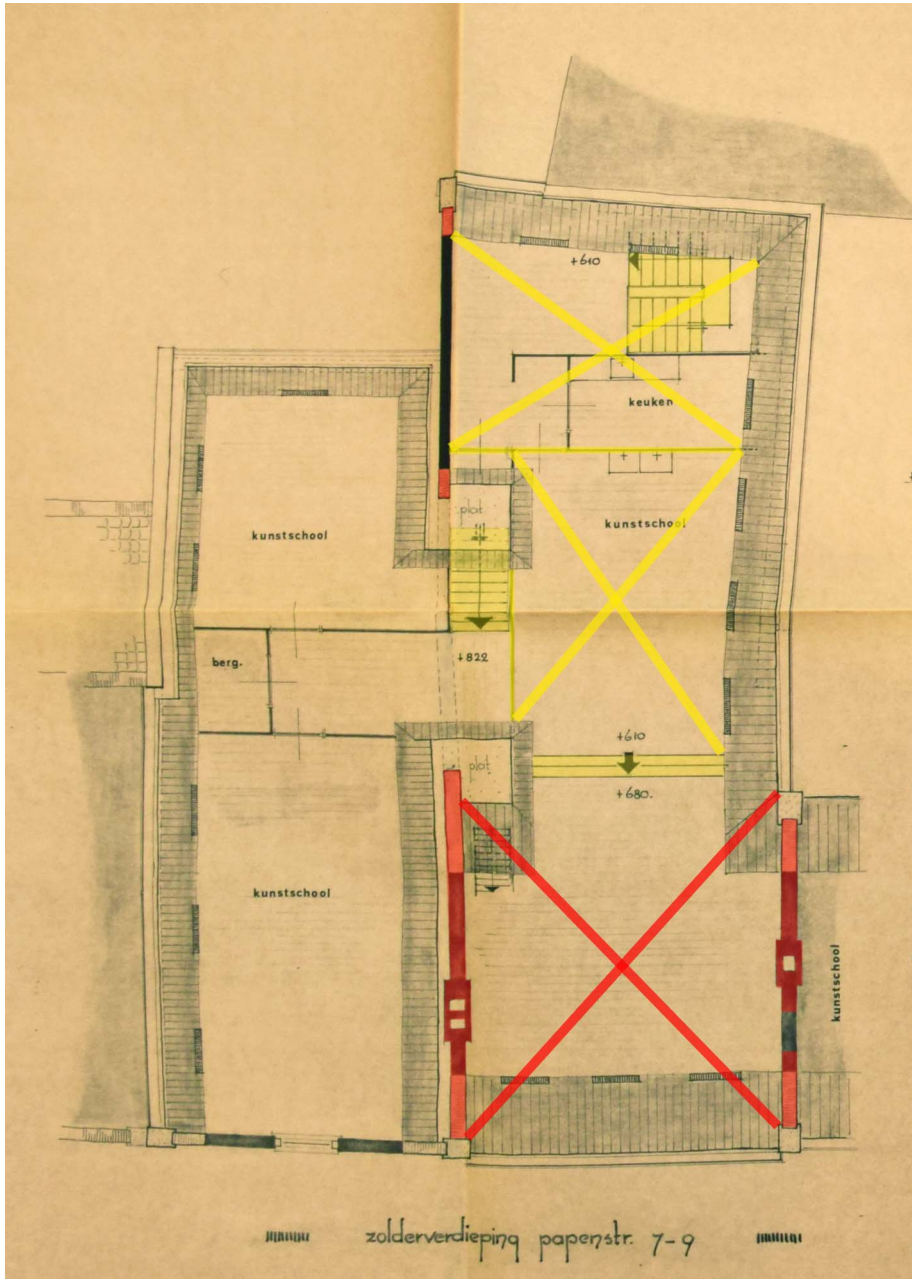 +610
keuken
plat
kunstschool
kunstschool
berg.
+822
+610
plat
+680.
kunstschool
kunstschool
zolderverdieping papenstr. 7-9